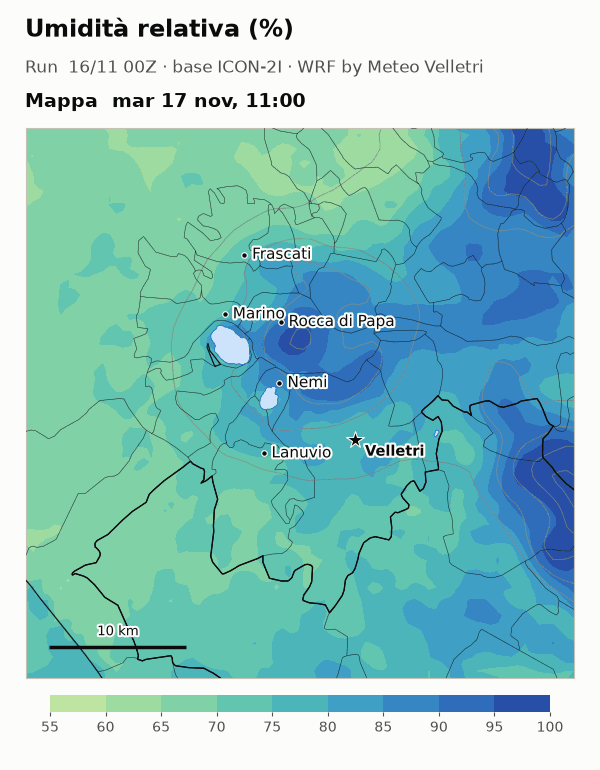 Umidità relativa (%)
Run  16/11 00Z · base ICON-2I · WRF by Meteo Velletri
Mappa  mar 17 nov, 11:00
Frascati
Marino
Rocca di Papa
Nemi
Velletri
Lanuvio
10 km
55 60 65 70 75 80 85 90 95 100